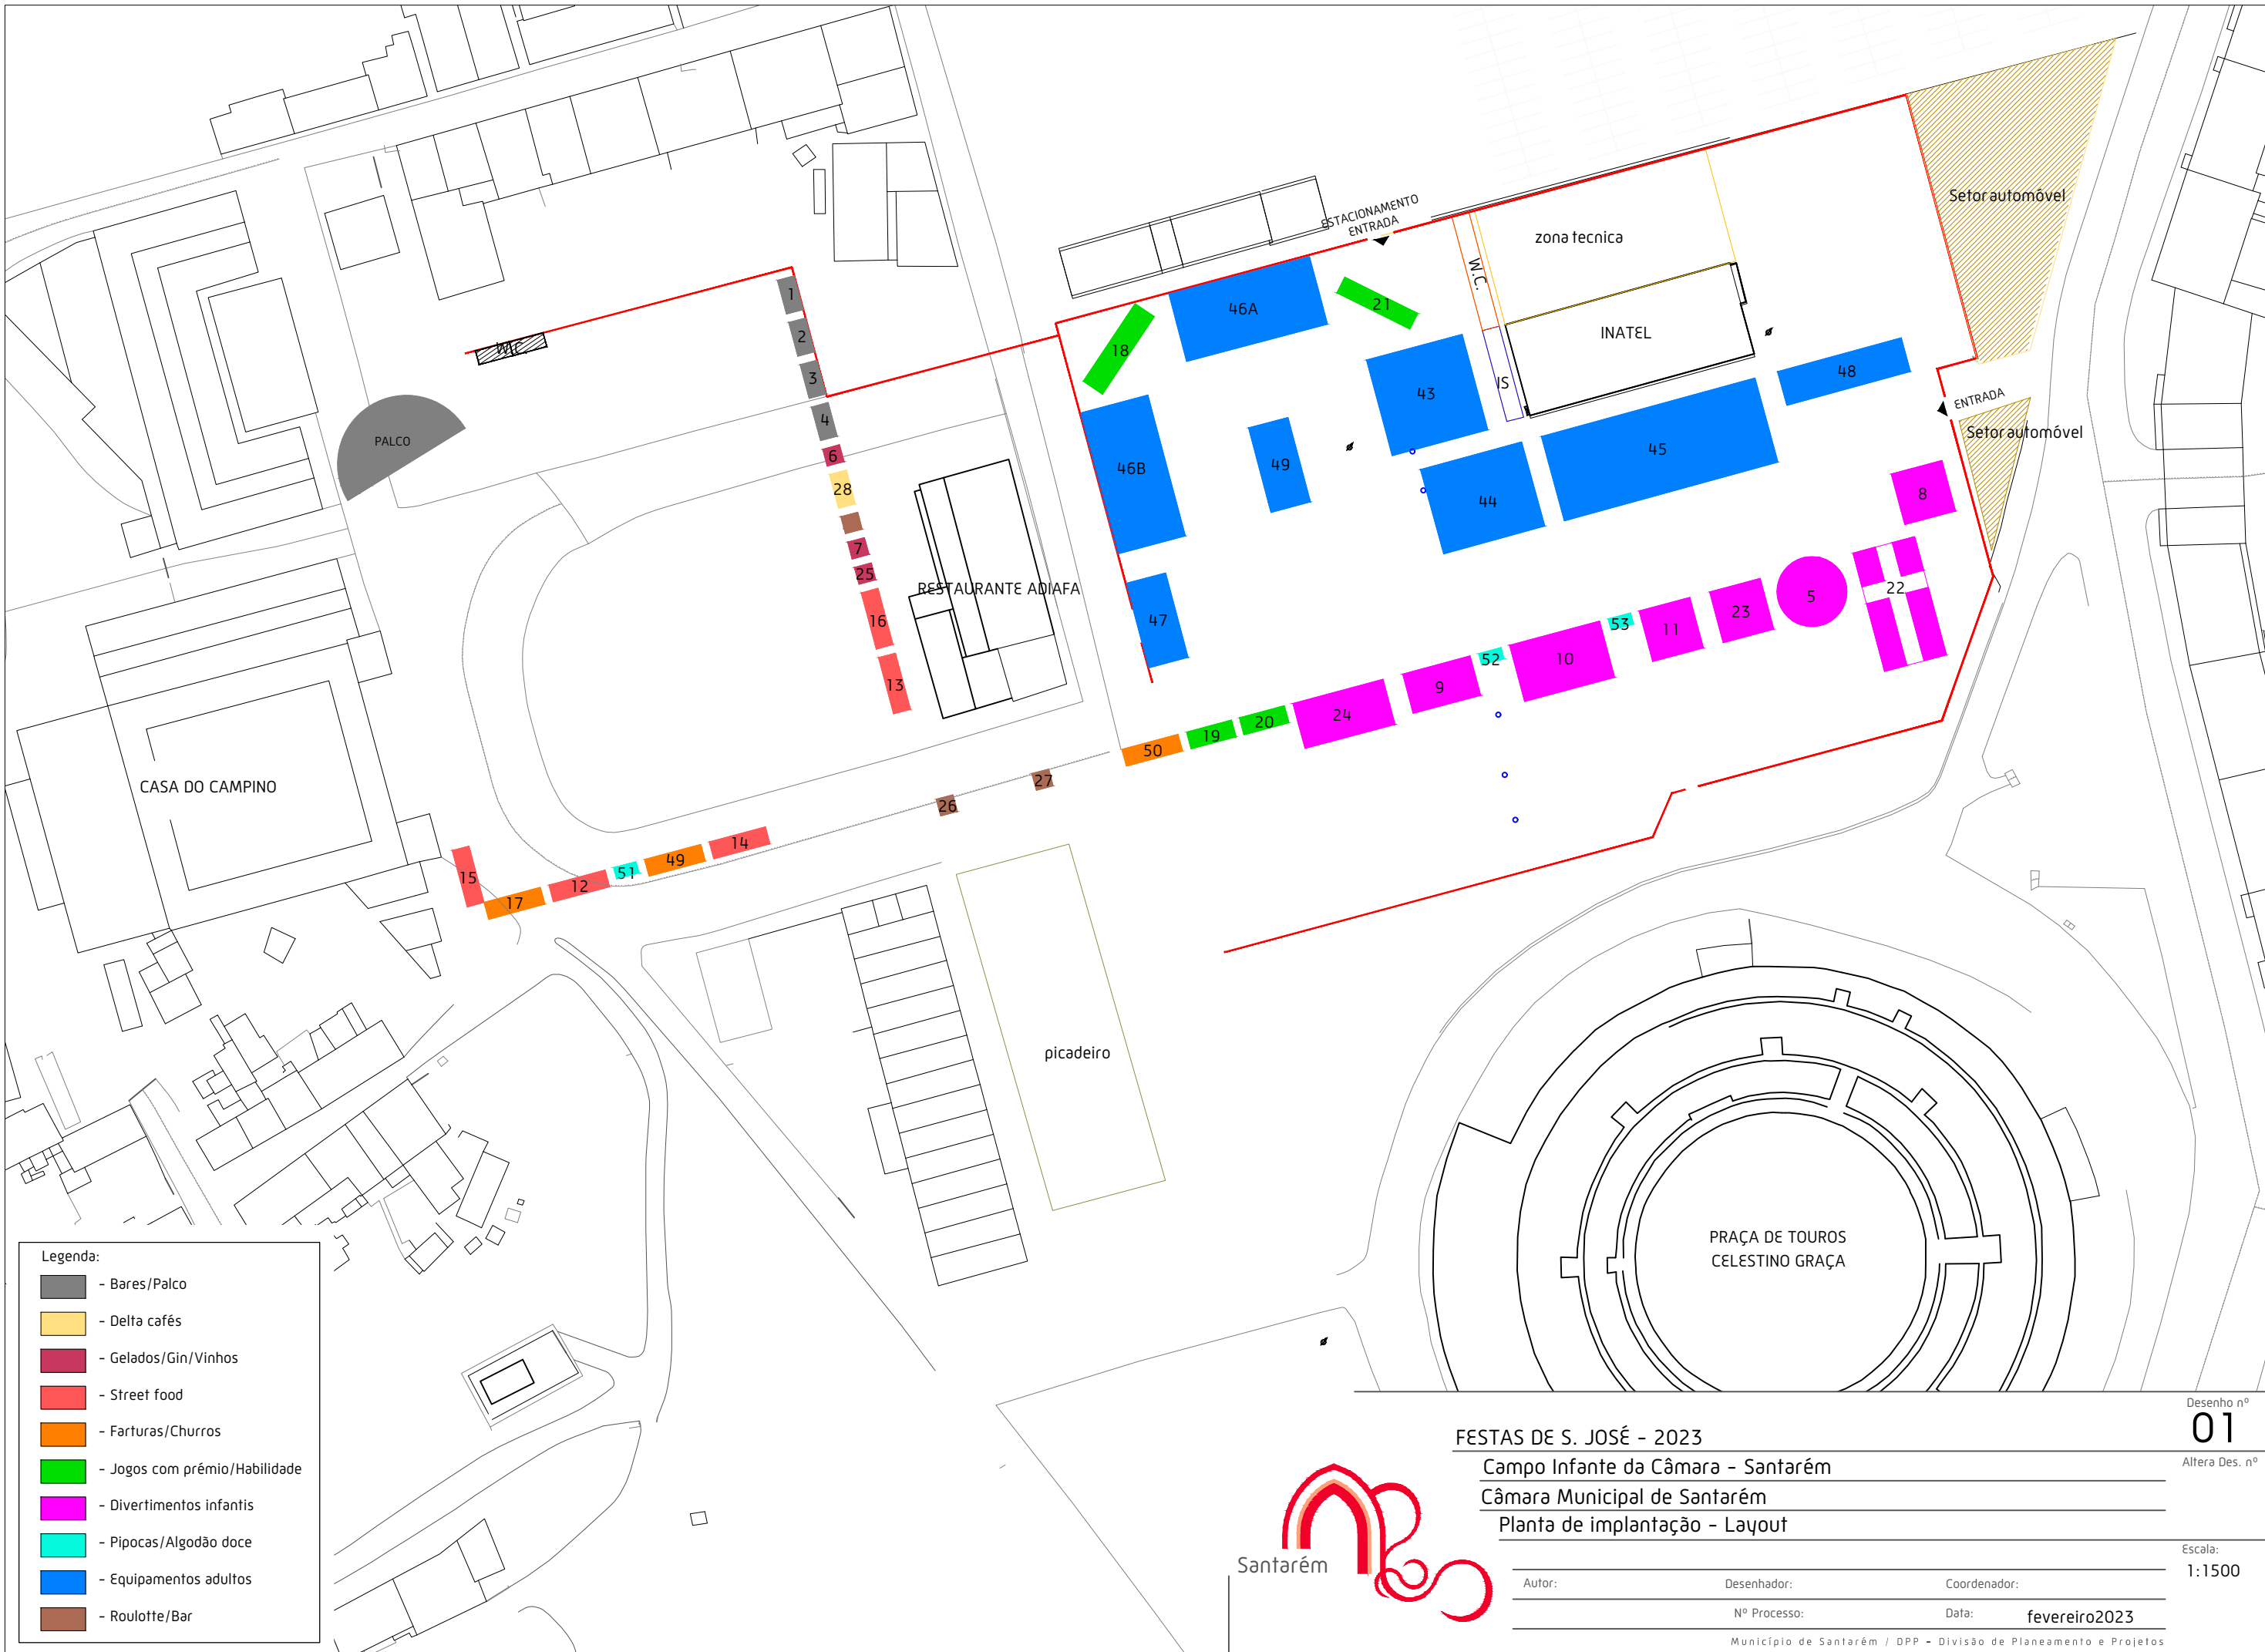 ESTACIONAMENTO
ENTRADA
Setor automóvel
zona tecnica
W.C.
INATEL
IS
ENTRADA
Setor automóvel
1
2
3
4
6
28
7
25
16
13
W.C.
PALCO
RESTAURANTE ADIAFA
CASA DO CAMPINO
18
46A
21
43
48
46B
49
44
45
8
47
22
5
23
11
53
10
52
9
24
20
19
50
27
26
14
49
51
12
17
15
picadeiro
PRAÇA DE TOUROS
CELESTINO GRAÇA
Legenda:
- Bares/Palco
- Delta cafés
- Gelados/Gin/Vinhos
- Street food
- Farturas/Churros
- Jogos com prémio/Habilidade
- Divertimentos infantis
- Pipocas/Algodão doce
- Equipamentos adultos
- Roulotte/Bar
Santarém
FESTAS DE S. JOSÉ - 2023
Campo Infante da Câmara - Santarém
Câmara Municipal de Santarém
Planta de implantação - Layout
Desenho nº
01
Altera Des. nº
Escala:
1:1500
Autor: Desenhador: Coordenador:
Nº Processo: Data: fevereiro2023
Município de Santarém / DPP - Divisão de Planeamento e Projetos